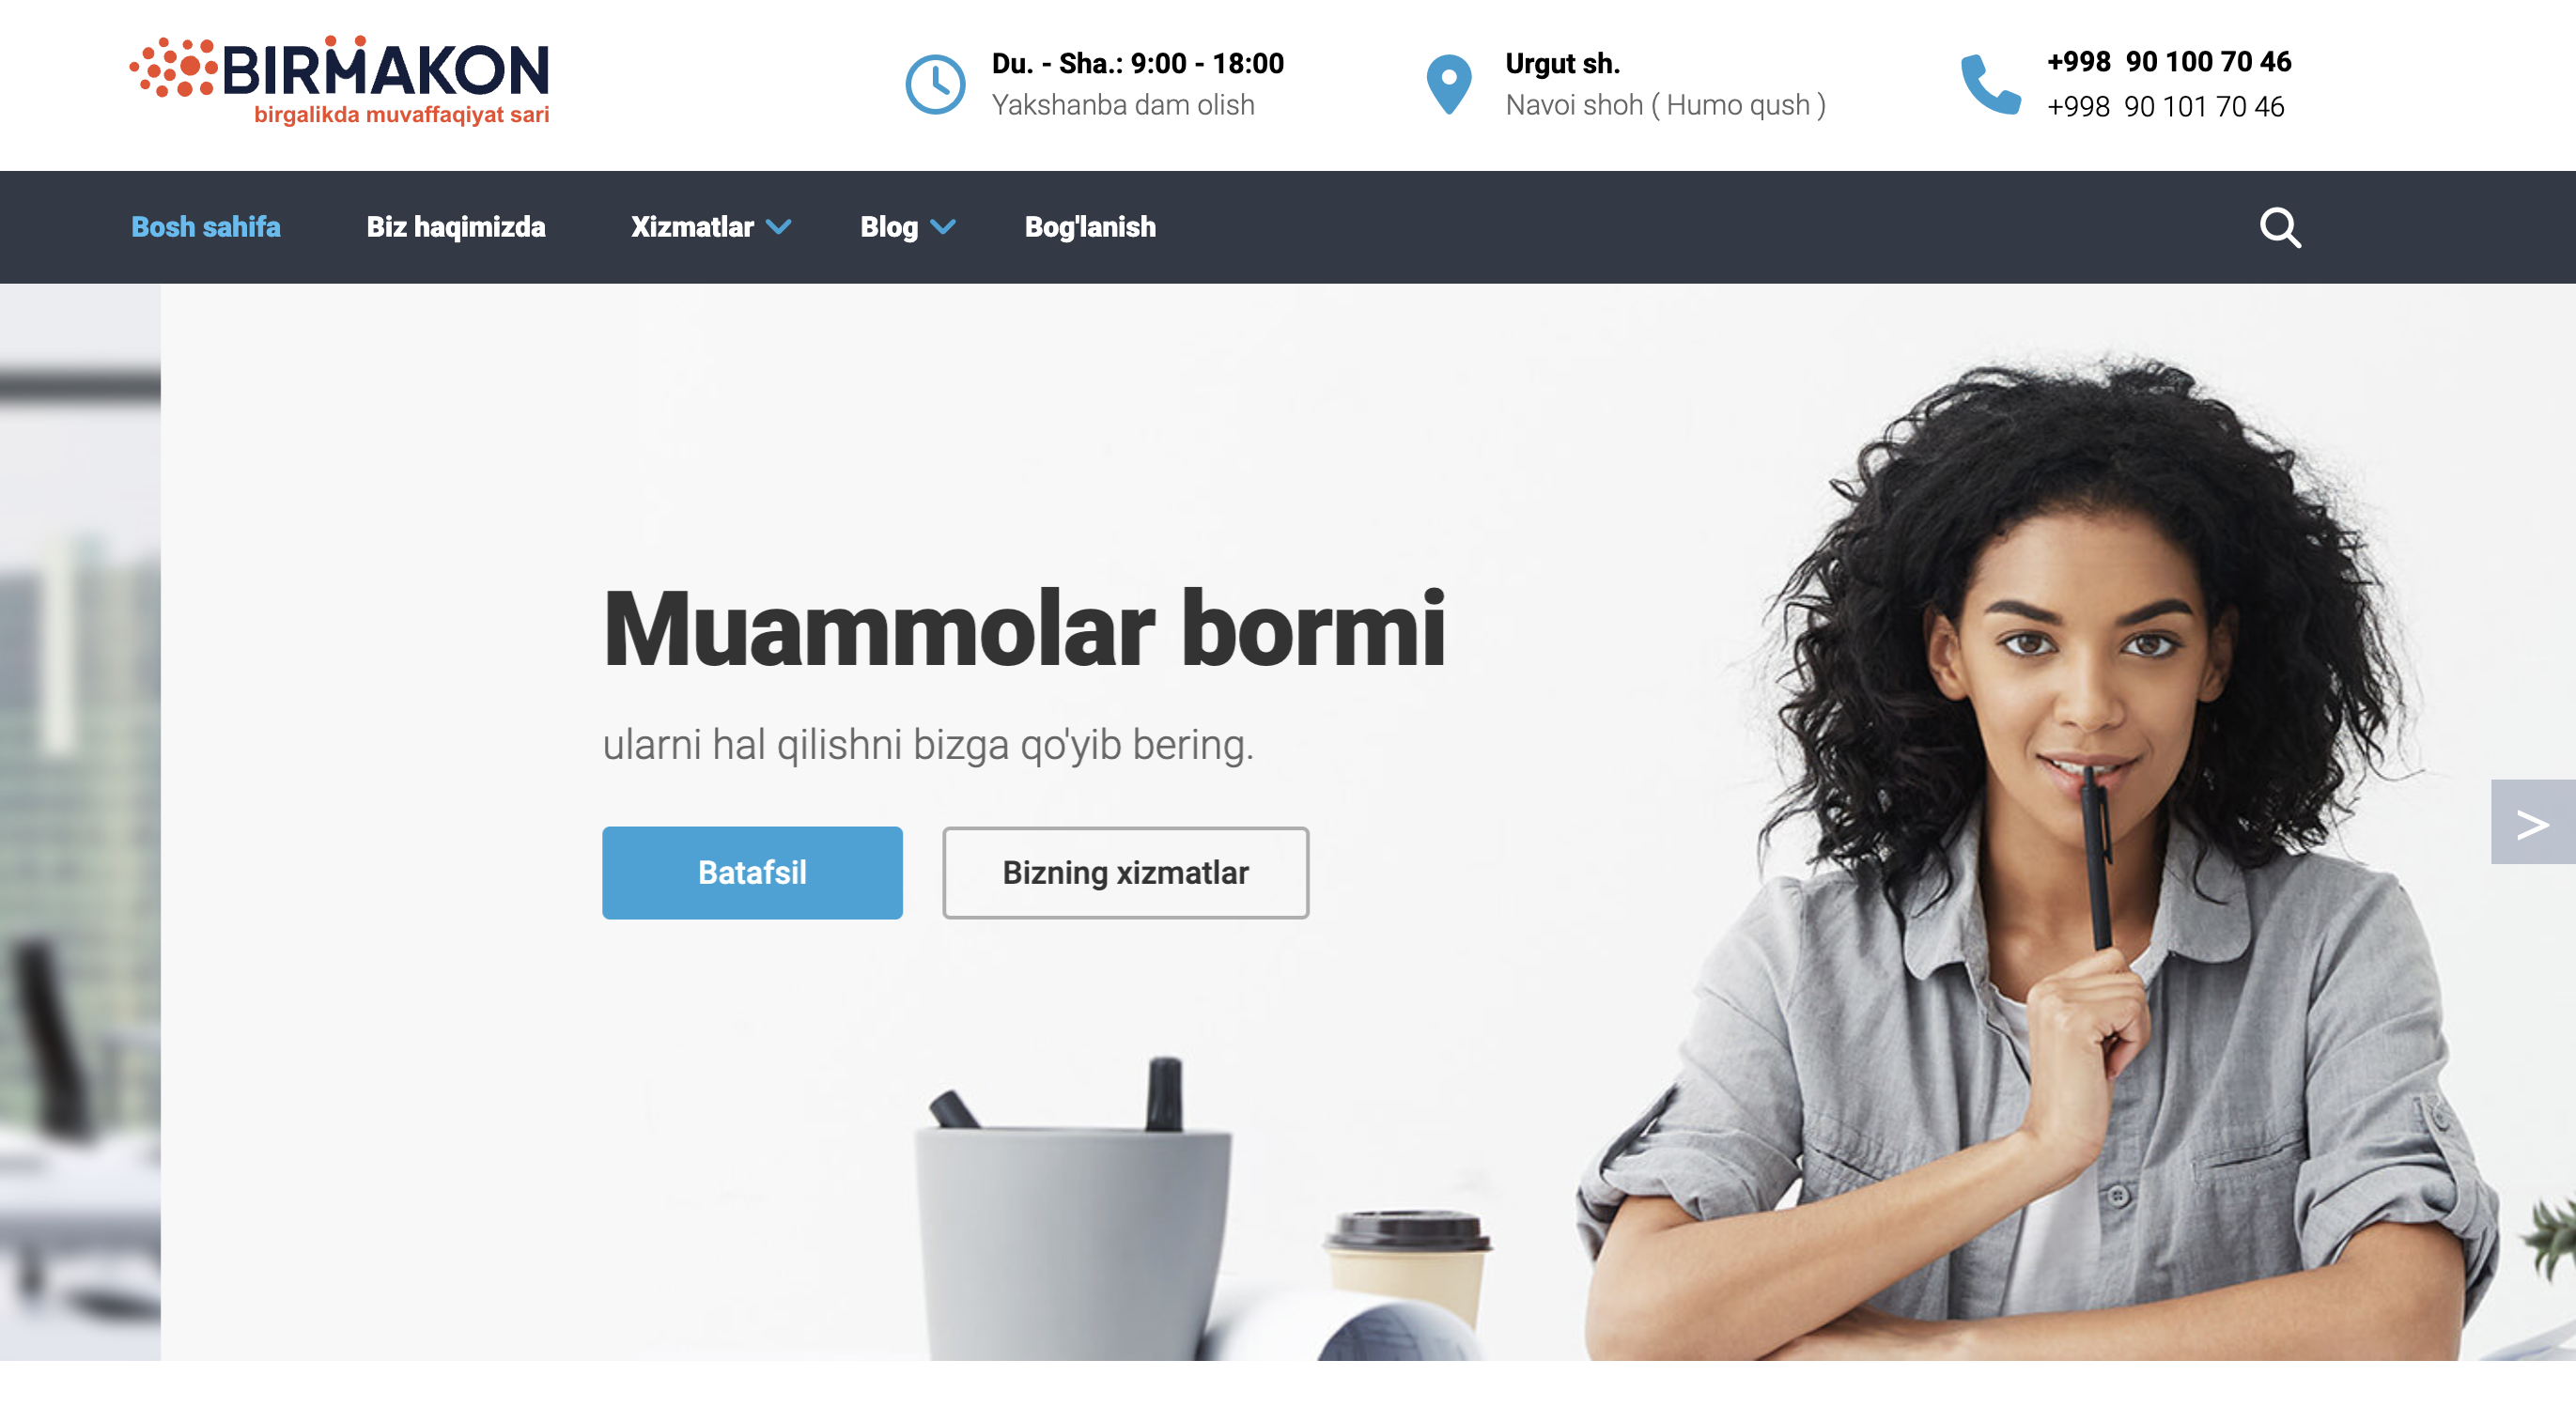 BIRMAKON
birgalikda muvaffaqiyat sari
Du. - Sha.: 9:00 - 18:00
Yakshanba dam olish
Urgut sh.
Navoi shoh ( Humo qush )
+998 90 100 70 46
+998 90 101 70 46
Bosh sahifa
Biz haqimizda
Xizmatlar
Blog
Bog'lanish
Muammolar bormi
ularni hal qilishni bizga qo'yib bering.
Batafsil
Bizning xizmatlar
>